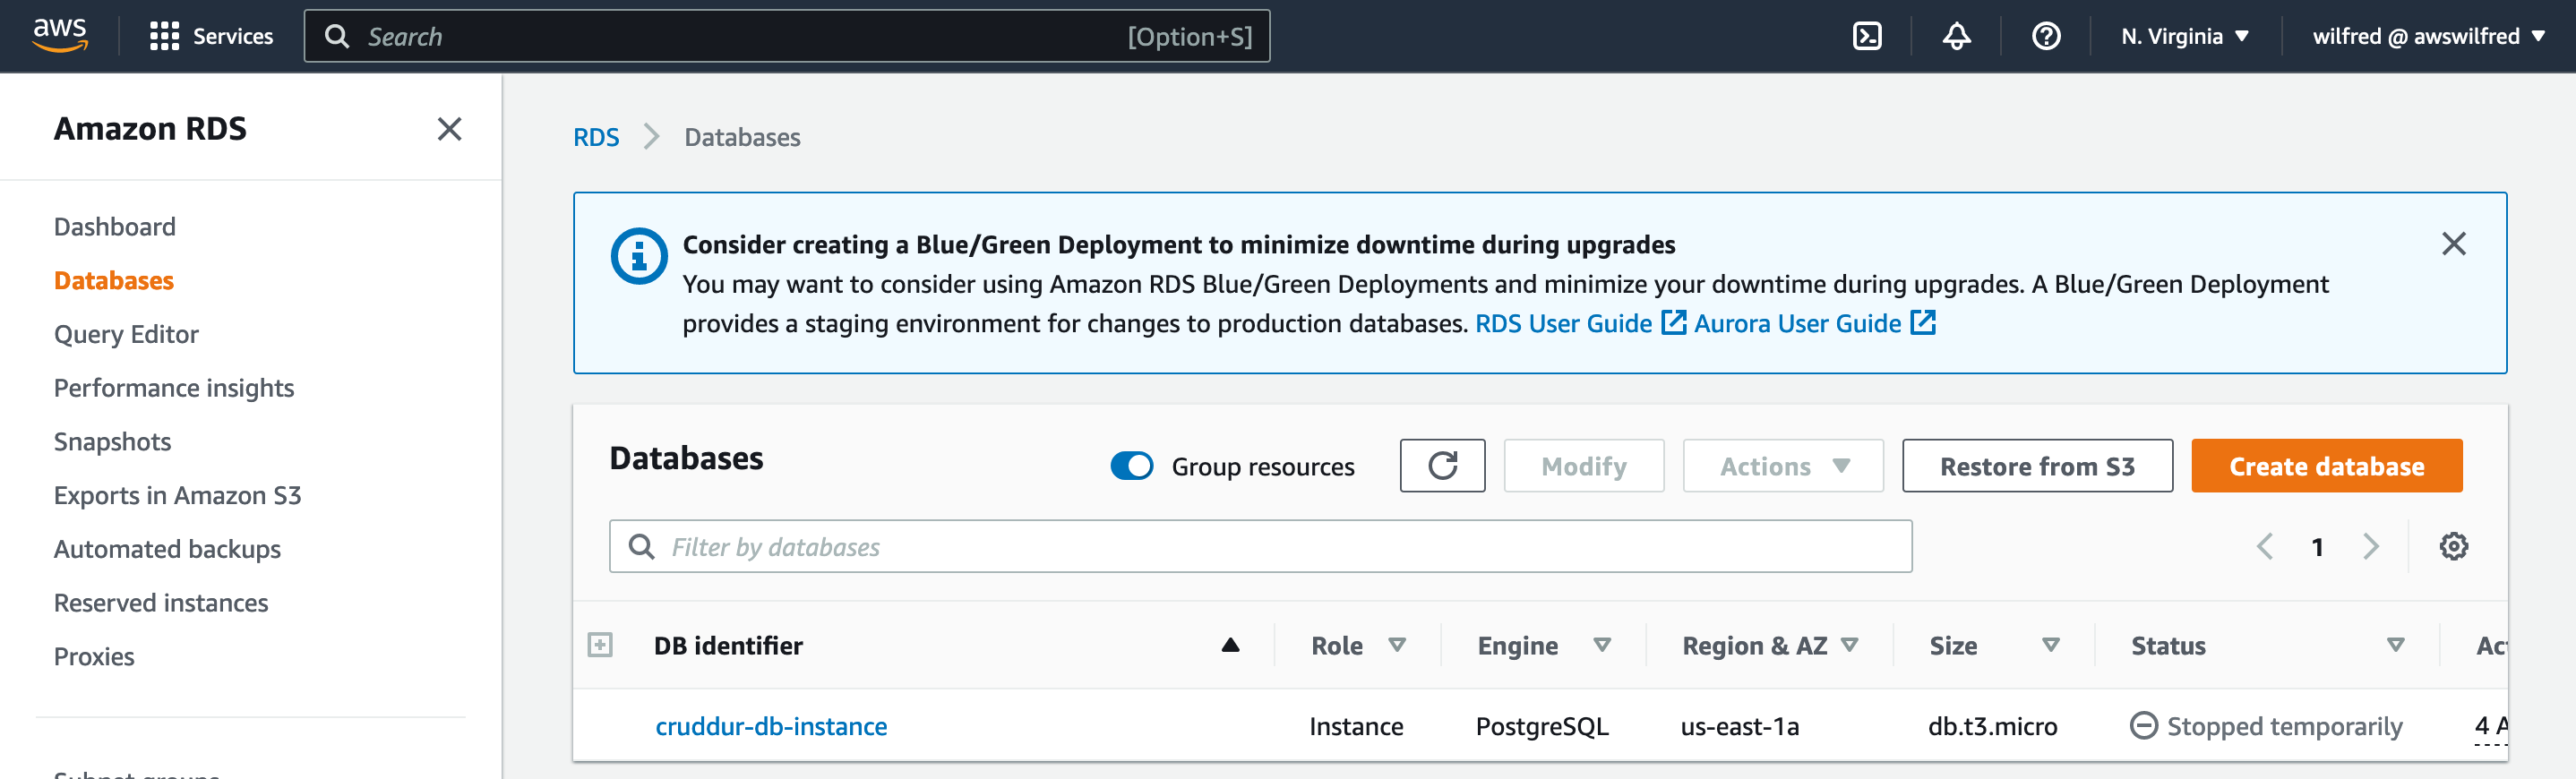 aws
Services
Search
[Option+S]
N. Virginia
wilfred @ awswilfred
Amazon RDS
Dashboard
Databases
Query Editor
Performance insights
Snapshots
Exports in Amazon S3
Automated backups
Reserved instances
Proxies
RDS
Databases
Consider creating a Blue/Green Deployment to minimize downtime during upgrades
You may want to consider using Amazon RDS Blue/Green Deployments and minimize your downtime during upgrades. A Blue/Green Deployment
provides a staging environment for changes to production databases. RDS User Guide Aurora User Guide
Databases
Group resources
Modify
Actions
Restore from S3
Create database
Filter by databases
1
DB identifier
Role
Engine
Region & AZ
Size
Status
cruddur-db-instance
Instance
PostgreSQL
us-east-1a
db.t3.micro
Stopped temporarily
4 A